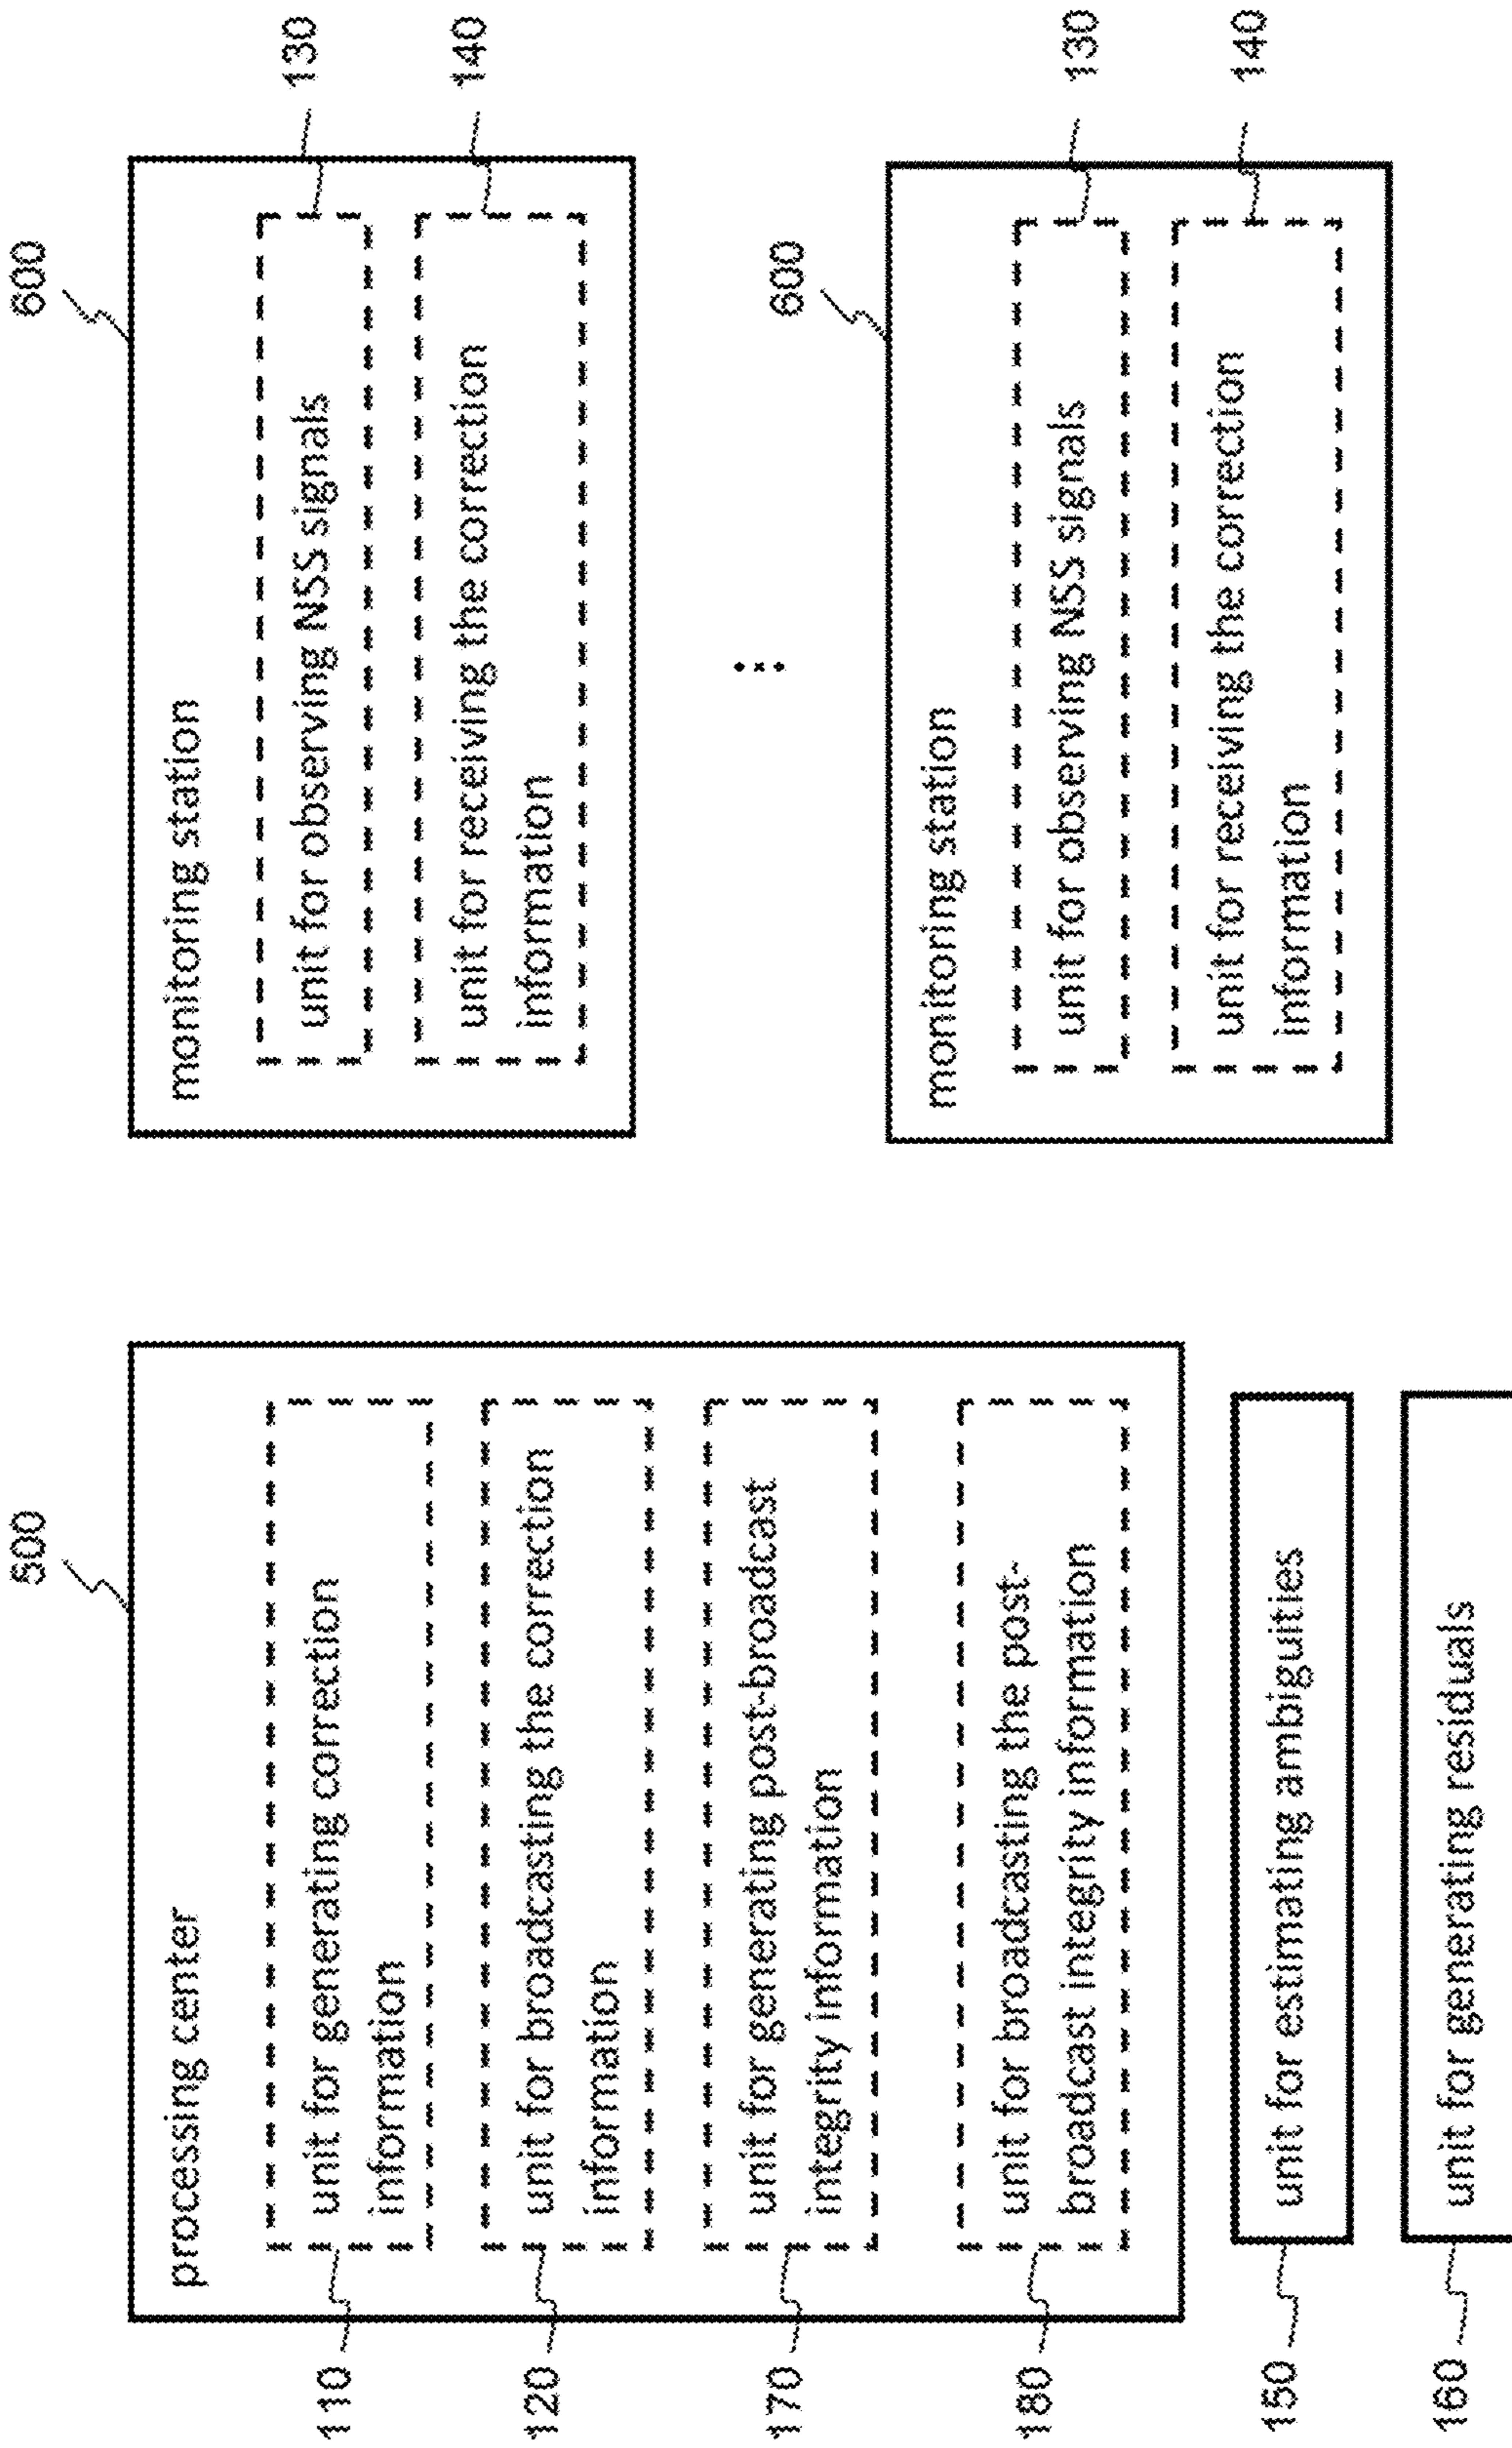 500
processing center
110
unit for generating correction
information
120
unit for broadcasting the correction
information
170
unit for generating post-broadcast
integrity information
180
unit for broadcasting the post-
broadcast integrity information
150
unit for estimating ambiguities
160
unit for generating residuals
600
monitoring station
130
unit for observing NSS signals
140
unit for receiving the correction
information
600
monitoring station
130
unit for observing NSS signals
140
unit for receiving the correction
information